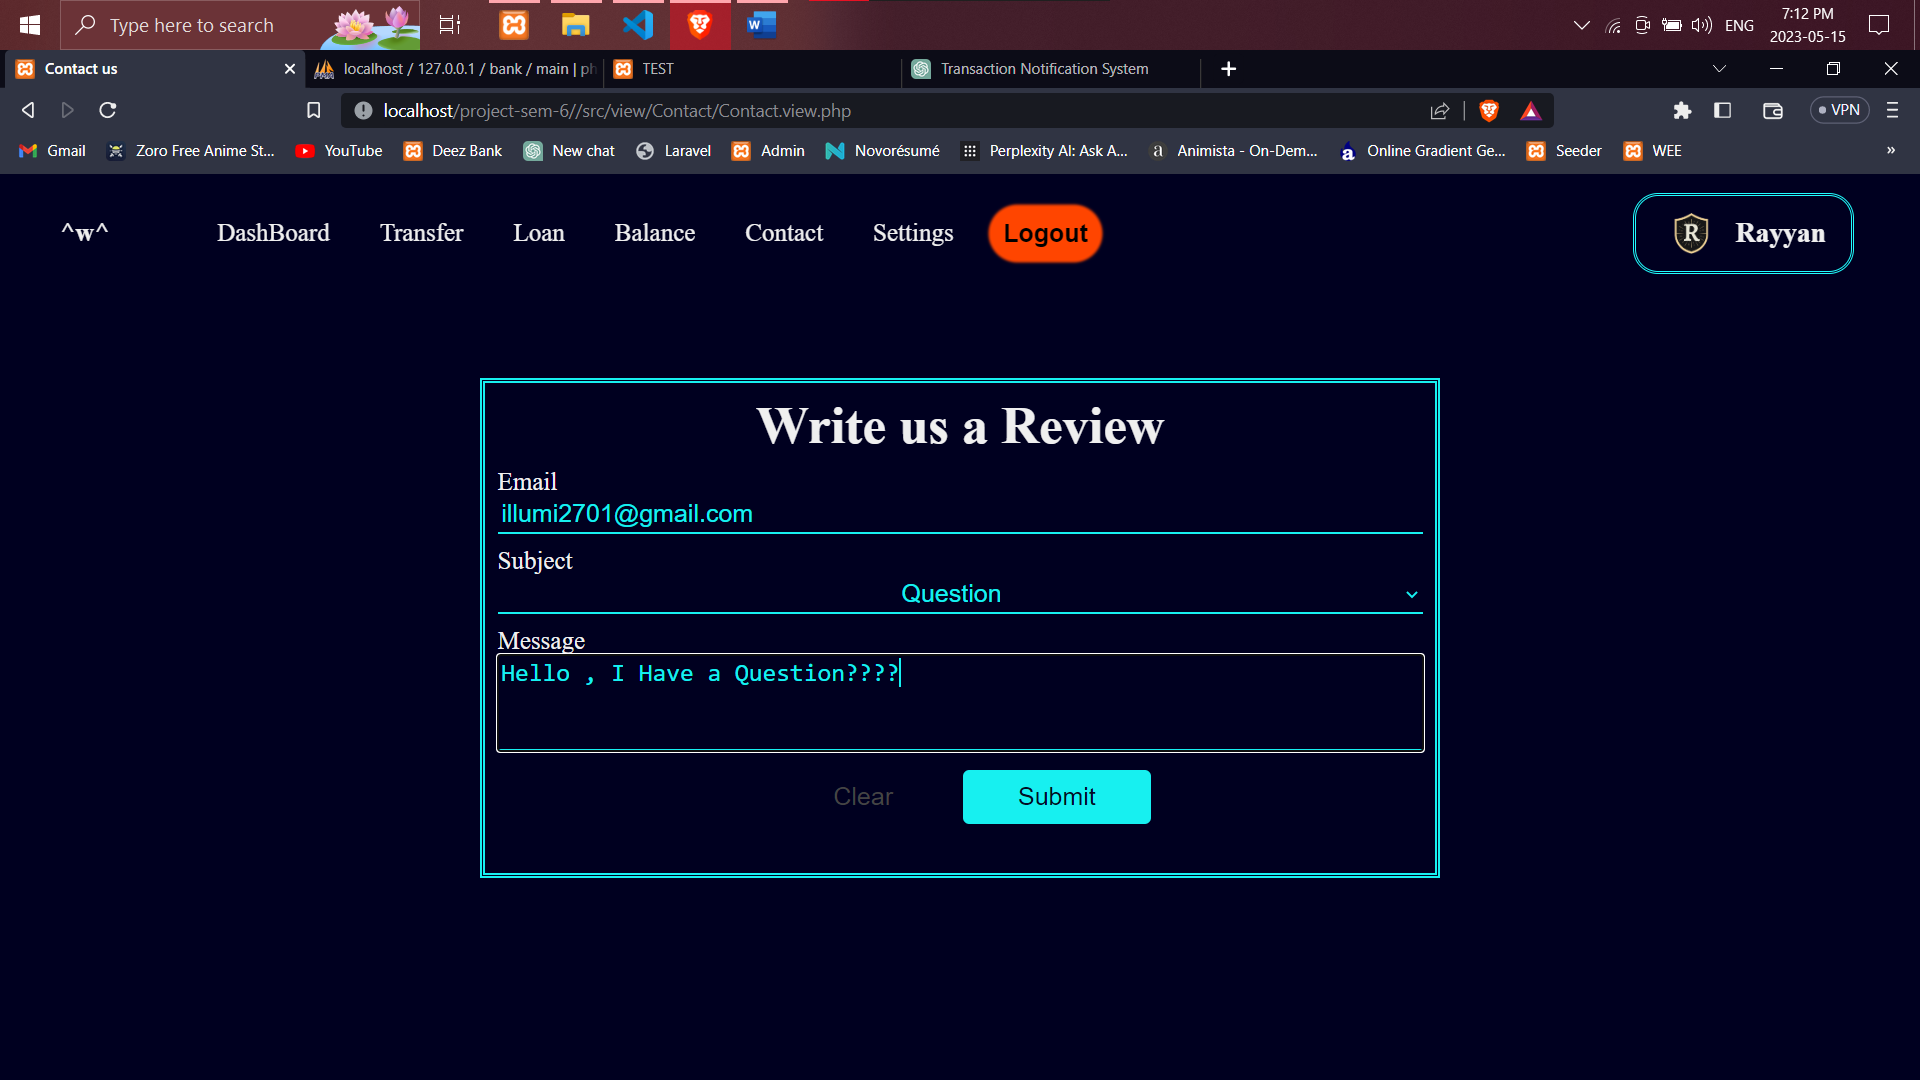 Type here to search
ENG
7:12 PM
2023-05-15
Contact us
localhost / 127.0.0.1 / bank / main | ph
TEST
Transaction Notification System
localhost/project-sem-6//src/view/Contact/Contact.view.php
VPN
Gmail
Zoro Free Anime St...
YouTube
Deez Bank
New chat
Laravel
Admin
Novorésumé
Perplexity AI: Ask A...
Animista - On-Dem...
Online Gradient Ge...
Seeder
WEE
»
^w^
DashBoard
Transfer
Loan
Balance
Contact
Settings
Logout
R
Rayyan
Write us a Review
Email
illumi2701@gmail.com
Subject
Question
Message
Hello , I Have a Question????
Clear
Submit